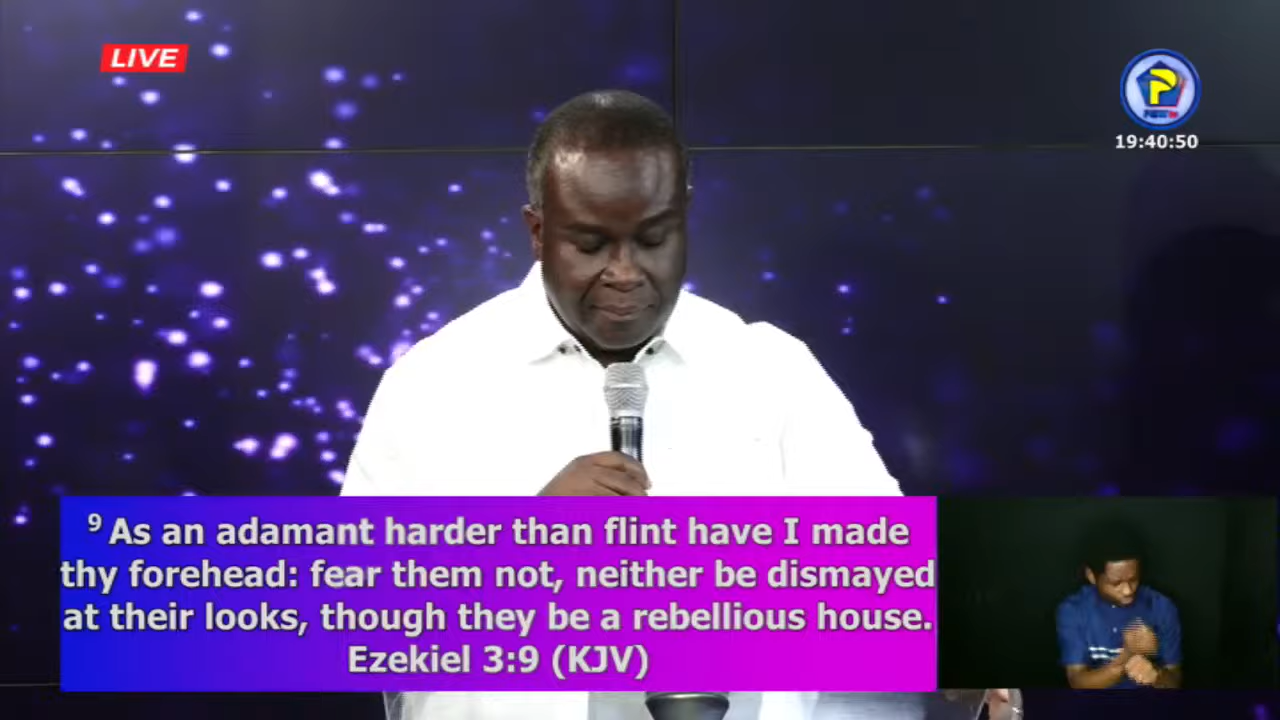 LIVE
P
19:40:50
9 As an adamant harder than flint have I made
thy forehead: fear them not, neither be dismayed
at their looks, though they be a rebellious house.
Ezekiel 3:9 (KJV)